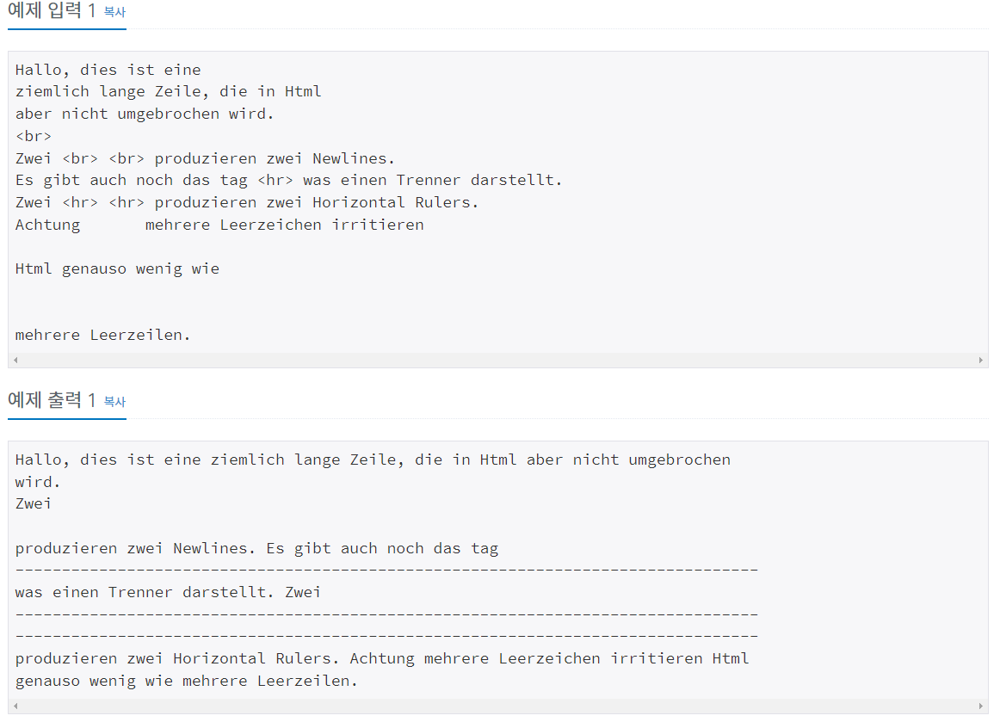 예제 입력 1 복사
Hallo, dies ist eine
ziemlich lange Zeile, die in Html
aber nicht umgebrochen wird.
<br>
Zwei <br> <br> produzieren zwei Newlines.
Es gibt auch noch das tag <hr> was einen Trenner darstellt.
Zwei <hr> <hr> produzieren zwei Horizontal Rulers.
Achtung       mehrere Leerzeichen irritieren
Html genauso wenig wie
mehrere Leerzeilen.
예제 출력 1 복사
Hallo, dies ist eine ziemlich lange Zeile, die in Html aber nicht umgebrochen
wird.
Zwei
produzieren zwei Newlines. Es gibt auch noch das tag
--------------------------------------------------------------------------------
was einen Trenner darstellt. Zwei
--------------------------------------------------------------------------------
--------------------------------------------------------------------------------
produzieren zwei Horizontal Rulers. Achtung mehrere Leerzeichen irritieren Html
genauso wenig wie mehrere Leerzeilen.